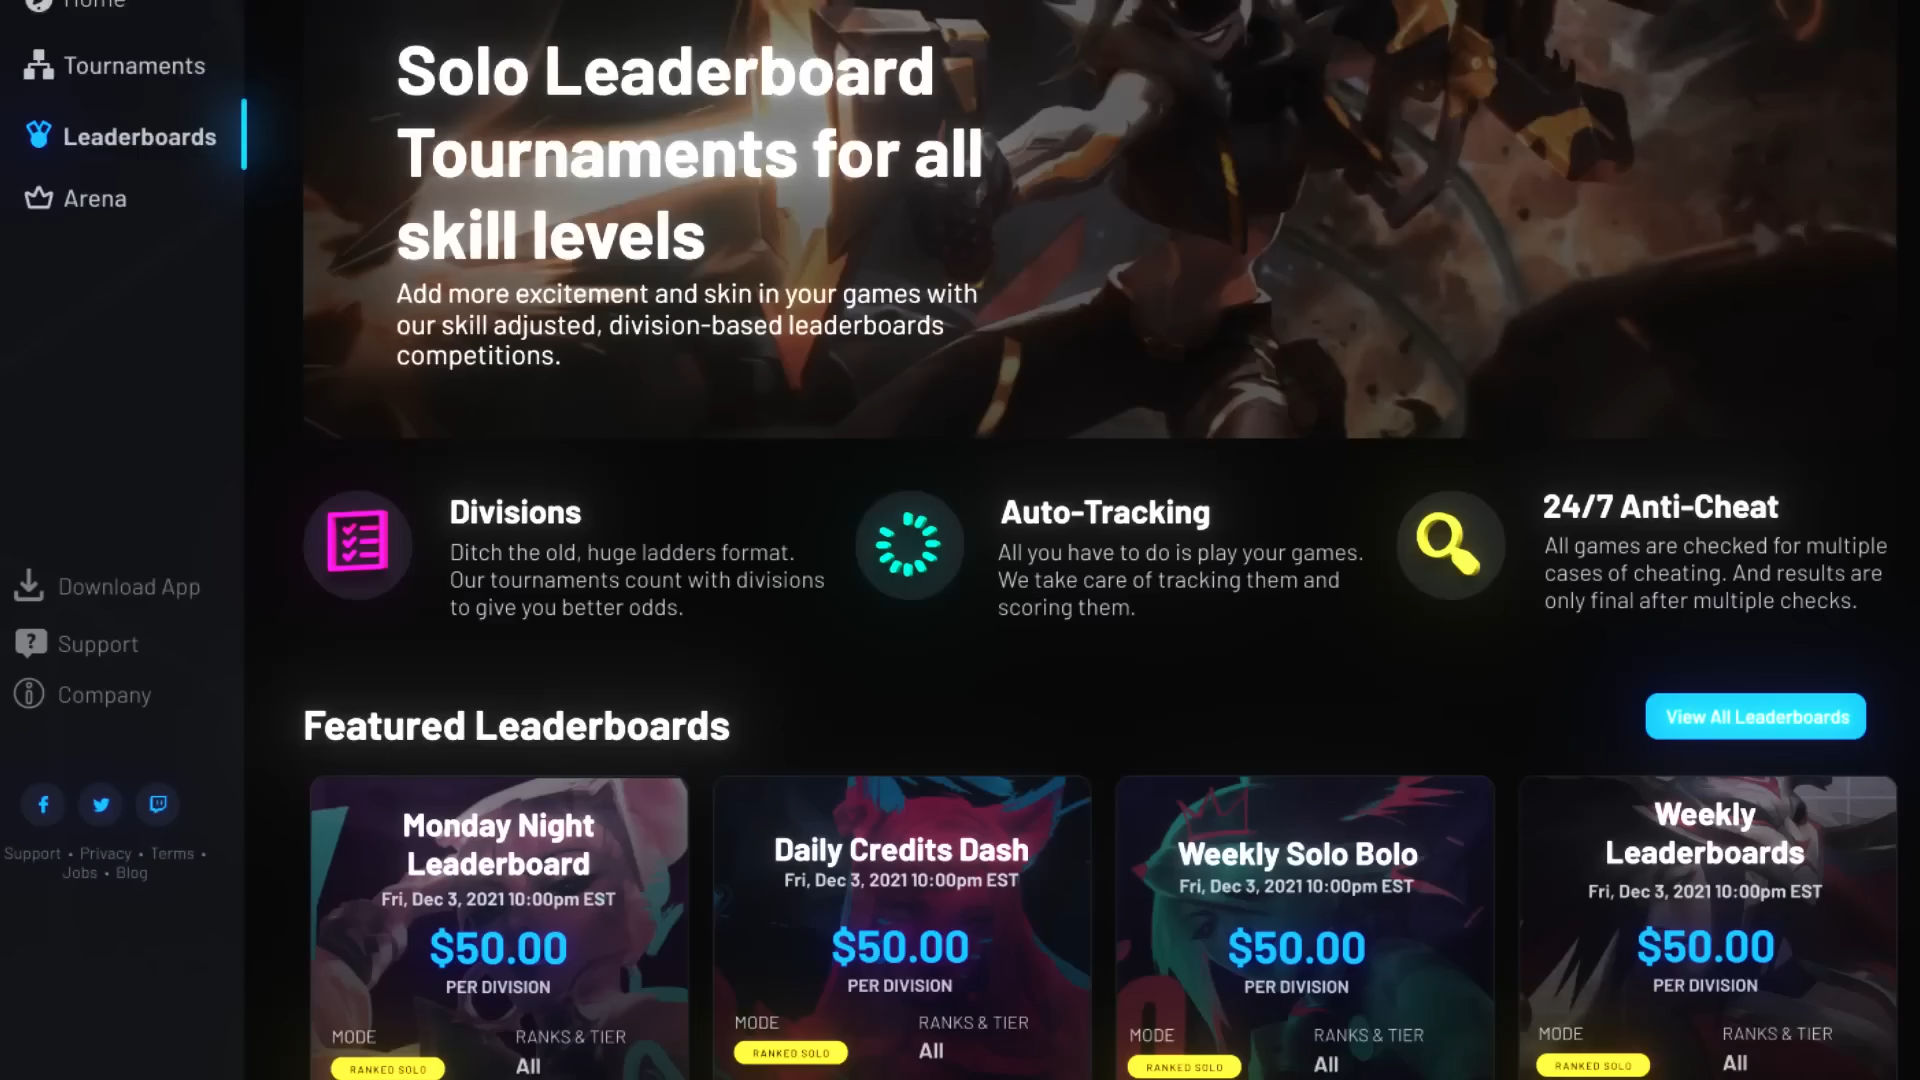 Home
Tournaments
Leaderboards
Arena
Download App
Support
Company
Support • Privacy • Terms •
Jobs • Blog
Solo Leaderboard
Tournaments for all
skill levels
Add more excitement and skin in your games with
our skill adjusted, division-based leaderboards
competitions.
Divisions
Ditch the old, huge ladders format.
Our tournaments count with divisions
to give you better odds.
Auto-Tracking
All you have to do is play your games.
We take care of tracking them and
scoring them.
24/7 Anti-Cheat
All games are checked for multiple
cases of cheating. And results are
only final after multiple checks.
Featured Leaderboards
View All Leaderboards
Monday Night
Leaderboard
Fri, Dec 3, 2021 10:00pm EST
$50.00
PER DIVISION
MODE
RANKS & TIER
RANKED SOLO
All
Daily Credits Dash
Fri, Dec 3, 2021 10:00pm EST
$50.00
PER DIVISION
MODE
RANKS & TIER
RANKED SOLO
All
Weekly Solo Bolo
Fri, Dec 3, 2021 10:00pm EST
$50.00
PER DIVISION
MODE
RANKS & TIER
RANKED SOLO
All
Weekly
Leaderboards
Fri, Dec 3, 2021 10:00pm EST
$50.00
PER DIVISION
MODE
RANKS & TIER
RANKED SOLO
All